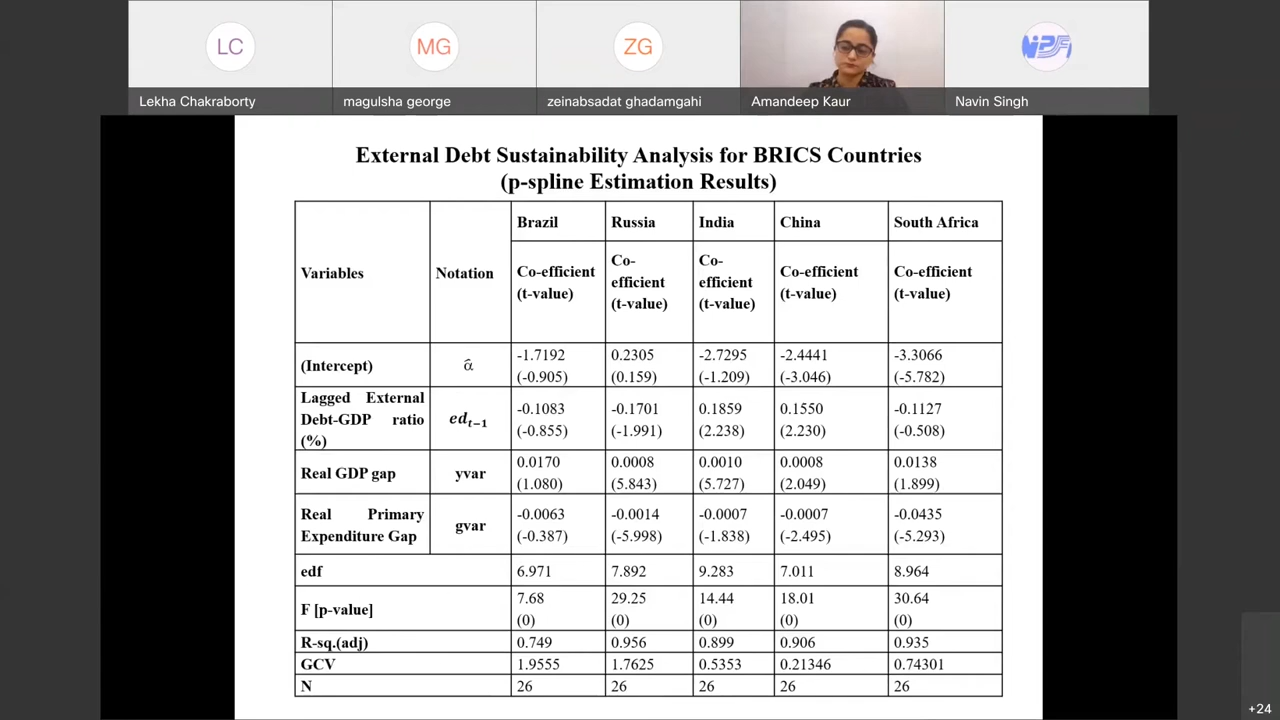 LC
MG
ZG
NIPF
Lekha Chakraborty
magulsha george
zeinabsadat ghadamgahi
Amandeep Kaur
Navin Singh
External Debt Sustainability Analysis for BRICS Countries
(p-spline Estimation Results)
Variables
Notation
Brazil
Russia
India
China
South Africa
Co-efficient
(t-value)
Co-
efficient
(t-value)
Co-
efficient
(t-value)
Co-efficient
(t-value)
Co-efficient
(t-value)
(Intercept)
α̂
-1.7192
(-0.905)
0.2305
(0.159)
-2.7295
(-1.209)
-2.4441
(-3.046)
-3.3066
(-5.782)
Lagged External
Debt-GDP ratio
(%)
ed t−1
-0.1083
(-0.855)
-0.1701
(-1.991)
0.1859
(2.238)
0.1550
(2.230)
-0.1127
(-0.508)
Real GDP gap
yvar
0.0170
(1.080)
0.0008
(5.843)
0.0010
(5.727)
0.0008
(2.049)
0.0138
(1.899)
Real Primary
Expenditure Gap
gvar
-0.0063
(-0.387)
-0.0014
(-5.998)
-0.0007
(-1.838)
-0.0007
(-2.495)
-0.0435
(-5.293)
edf
6.971
7.892
9.283
7.011
8.964
F [p-value]
7.68
(0)
29.25
(0)
14.44
(0)
18.01
(0)
30.64
(0)
R-sq.(adj)
0.749
0.956
0.899
0.906
0.935
GCV
1.9555
1.7625
0.5353
0.21346
0.74301
N
26
26
26
26
26
+24